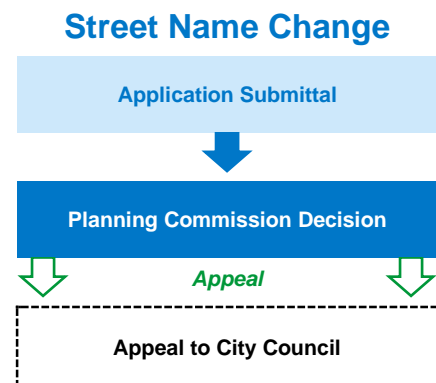 Street Name Change
Application Submittal
Planning Commission Decision
Appeal
Appeal to City Council